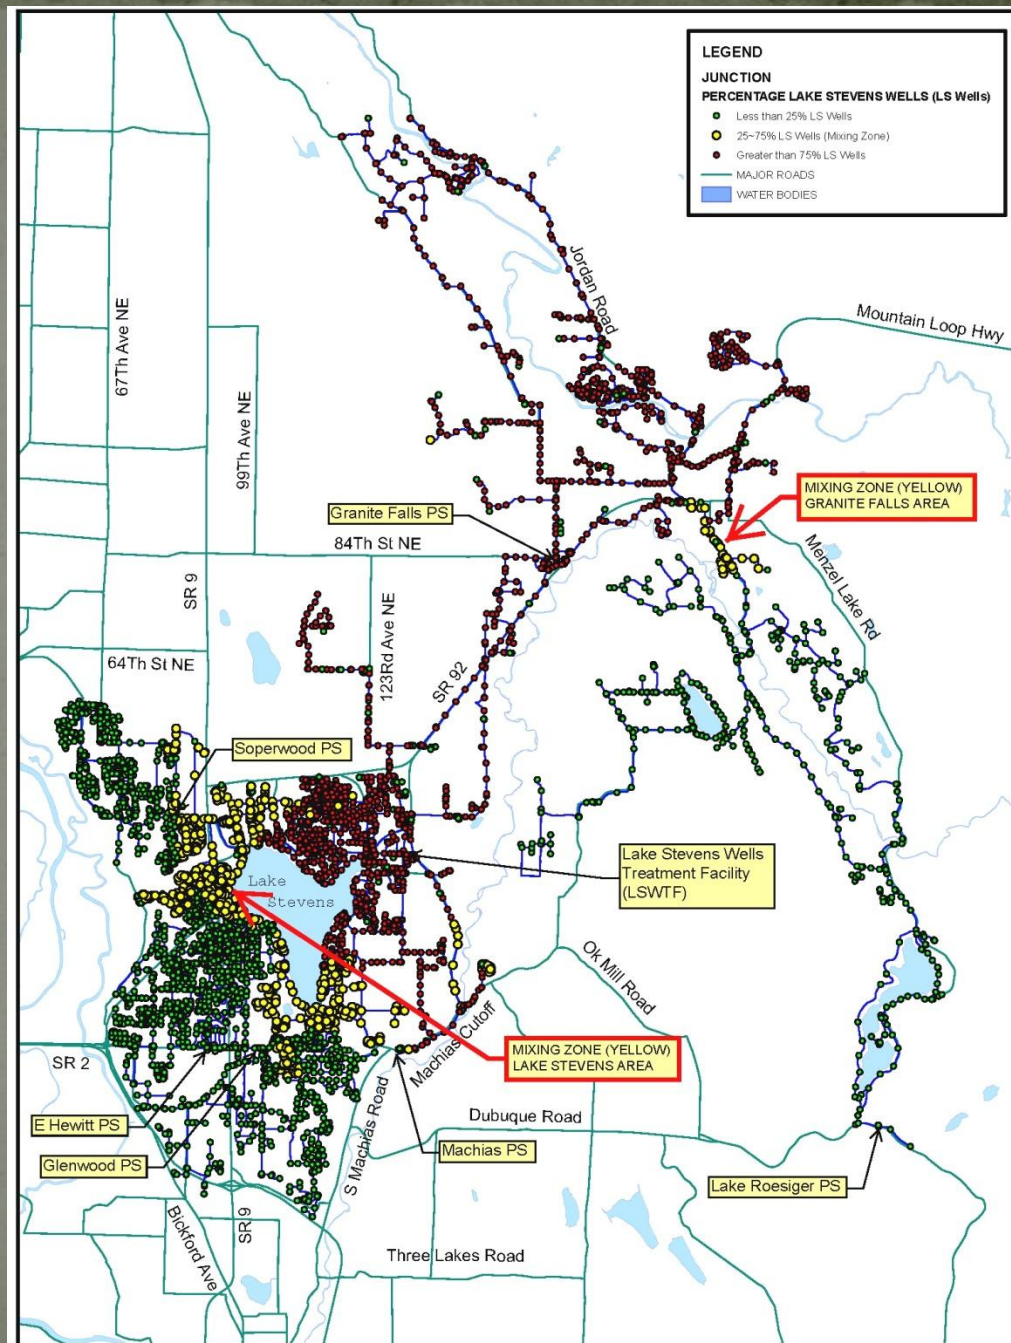 LEGEND
JUNCTION
PERCENTAGE LAKE STEVENS WELLS (LS Wells)
Less than 25% LS Wells
25~75% LS Wells (Mixing Zone)
Greater than 75% LS Wells
MAJOR ROADS
WATER BODIES
Jordan Road
Mountain Loop Hwy
67Th Ave NE
99Th Ave NE
MIXING ZONE (YELLOW)
GRANITE FALLS AREA
Granite Falls PS
84Th St NE
Menzel Lake Rd
SR 9
123Rd Ave NE
64Th St NE
SR 92
Soperwood PS
Lake Stevens Wells
Treatment Facility
(LSWTF)
Lake
Stevens
Ok Mill Road
Machias Cutoff
MIXING ZONE (YELLOW)
LAKE STEVENS AREA
SR 2
E Hewitt PS
Glenwood PS
S Machias Road
Dubuque Road
Machias PS
Lake Roesiger PS
Bickford Ave
SR 9
Three Lakes Road